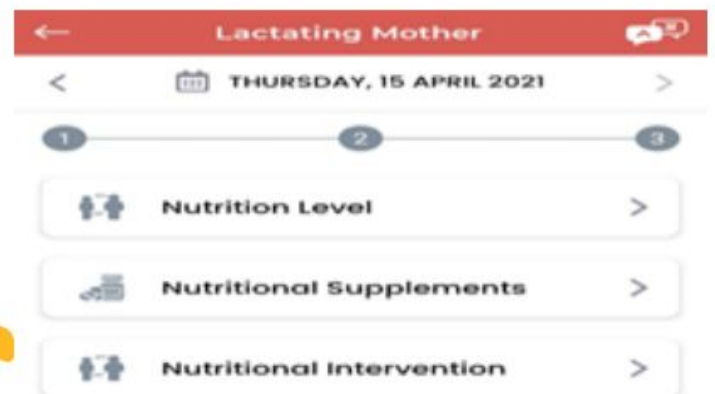 Lactating Mother
THURSDAY, 15 APRIL 2021
1 2 3
Nutrition Level
Nutritional Supplements
Nutritional Intervention